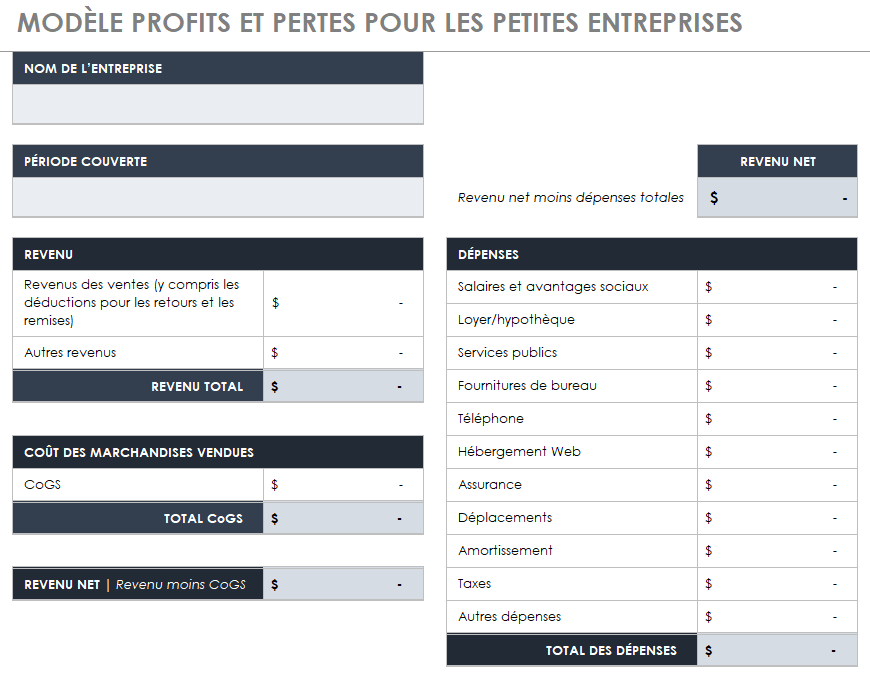 MODÈLE PROFITS ET PERTES POUR LES PETITES ENTREPRISES
NOM DE L'ENTREPRISE
PÉRIODE COUVERTE
REVENU NET
Revenu net moins dépenses totales $ -
REVENU
Revenus des ventes (y compris les
déductions pour les retours et les
remises)
$ -
Autres revenus $ -
REVENU TOTAL $ -
COÛT DES MARCHANDISES VENDUES
CoGS $ -
TOTAL CoGS $ -
REVENU NET | Revenu moins CoGS $ -
DÉPENSES
Salaires et avantages sociaux $ -
Loyer/hypothèque $ -
Services publics $ -
Fournitures de bureau $ -
Téléphone $ -
Hébergement Web $ -
Assurance $ -
Déplacements $ -
Amortissement $ -
Taxes $ -
Autres dépenses $ -
TOTAL DES DÉPENSES $ -